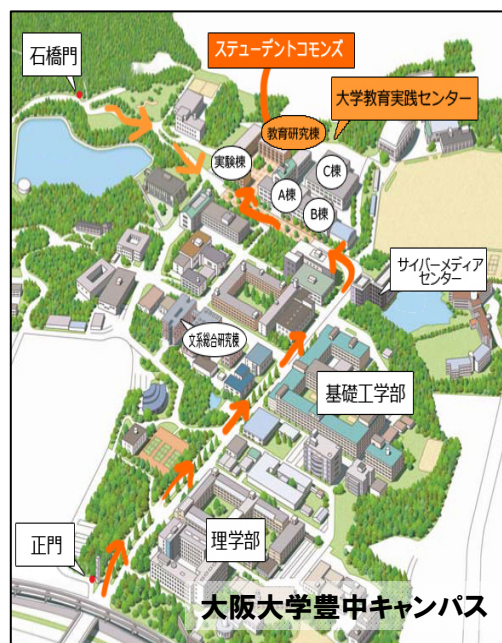 石橋門
ステューデントコモンズ
大学教育実践センター
教育研究棟
実験棟
C棟
A棟
B棟
サイバーメディア
センター
文系総合研究棟
基礎工学部
理学部
正門
大阪大学豊中キャンパス